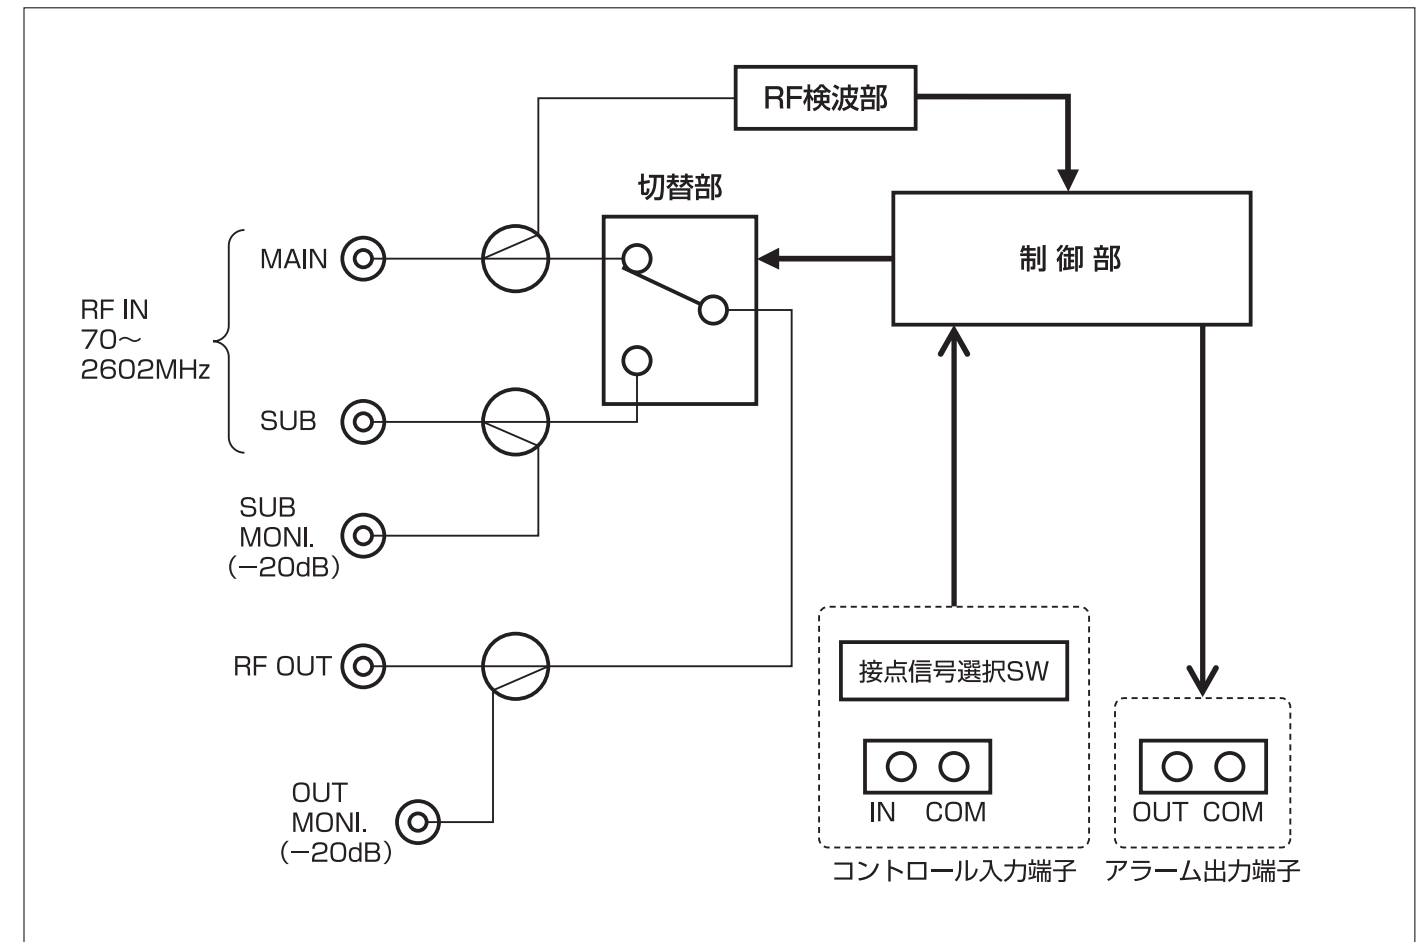 RF検波部
切替部
制御部
MAIN
RF IN
70～
2602MHz
SUB
SUB
MONI.
(−20dB)
RF OUT
接点信号選択SW
IN COM
OUT COM
OUT
MONI.
(−20dB)
コントロール入力端子
アラーム出力端子